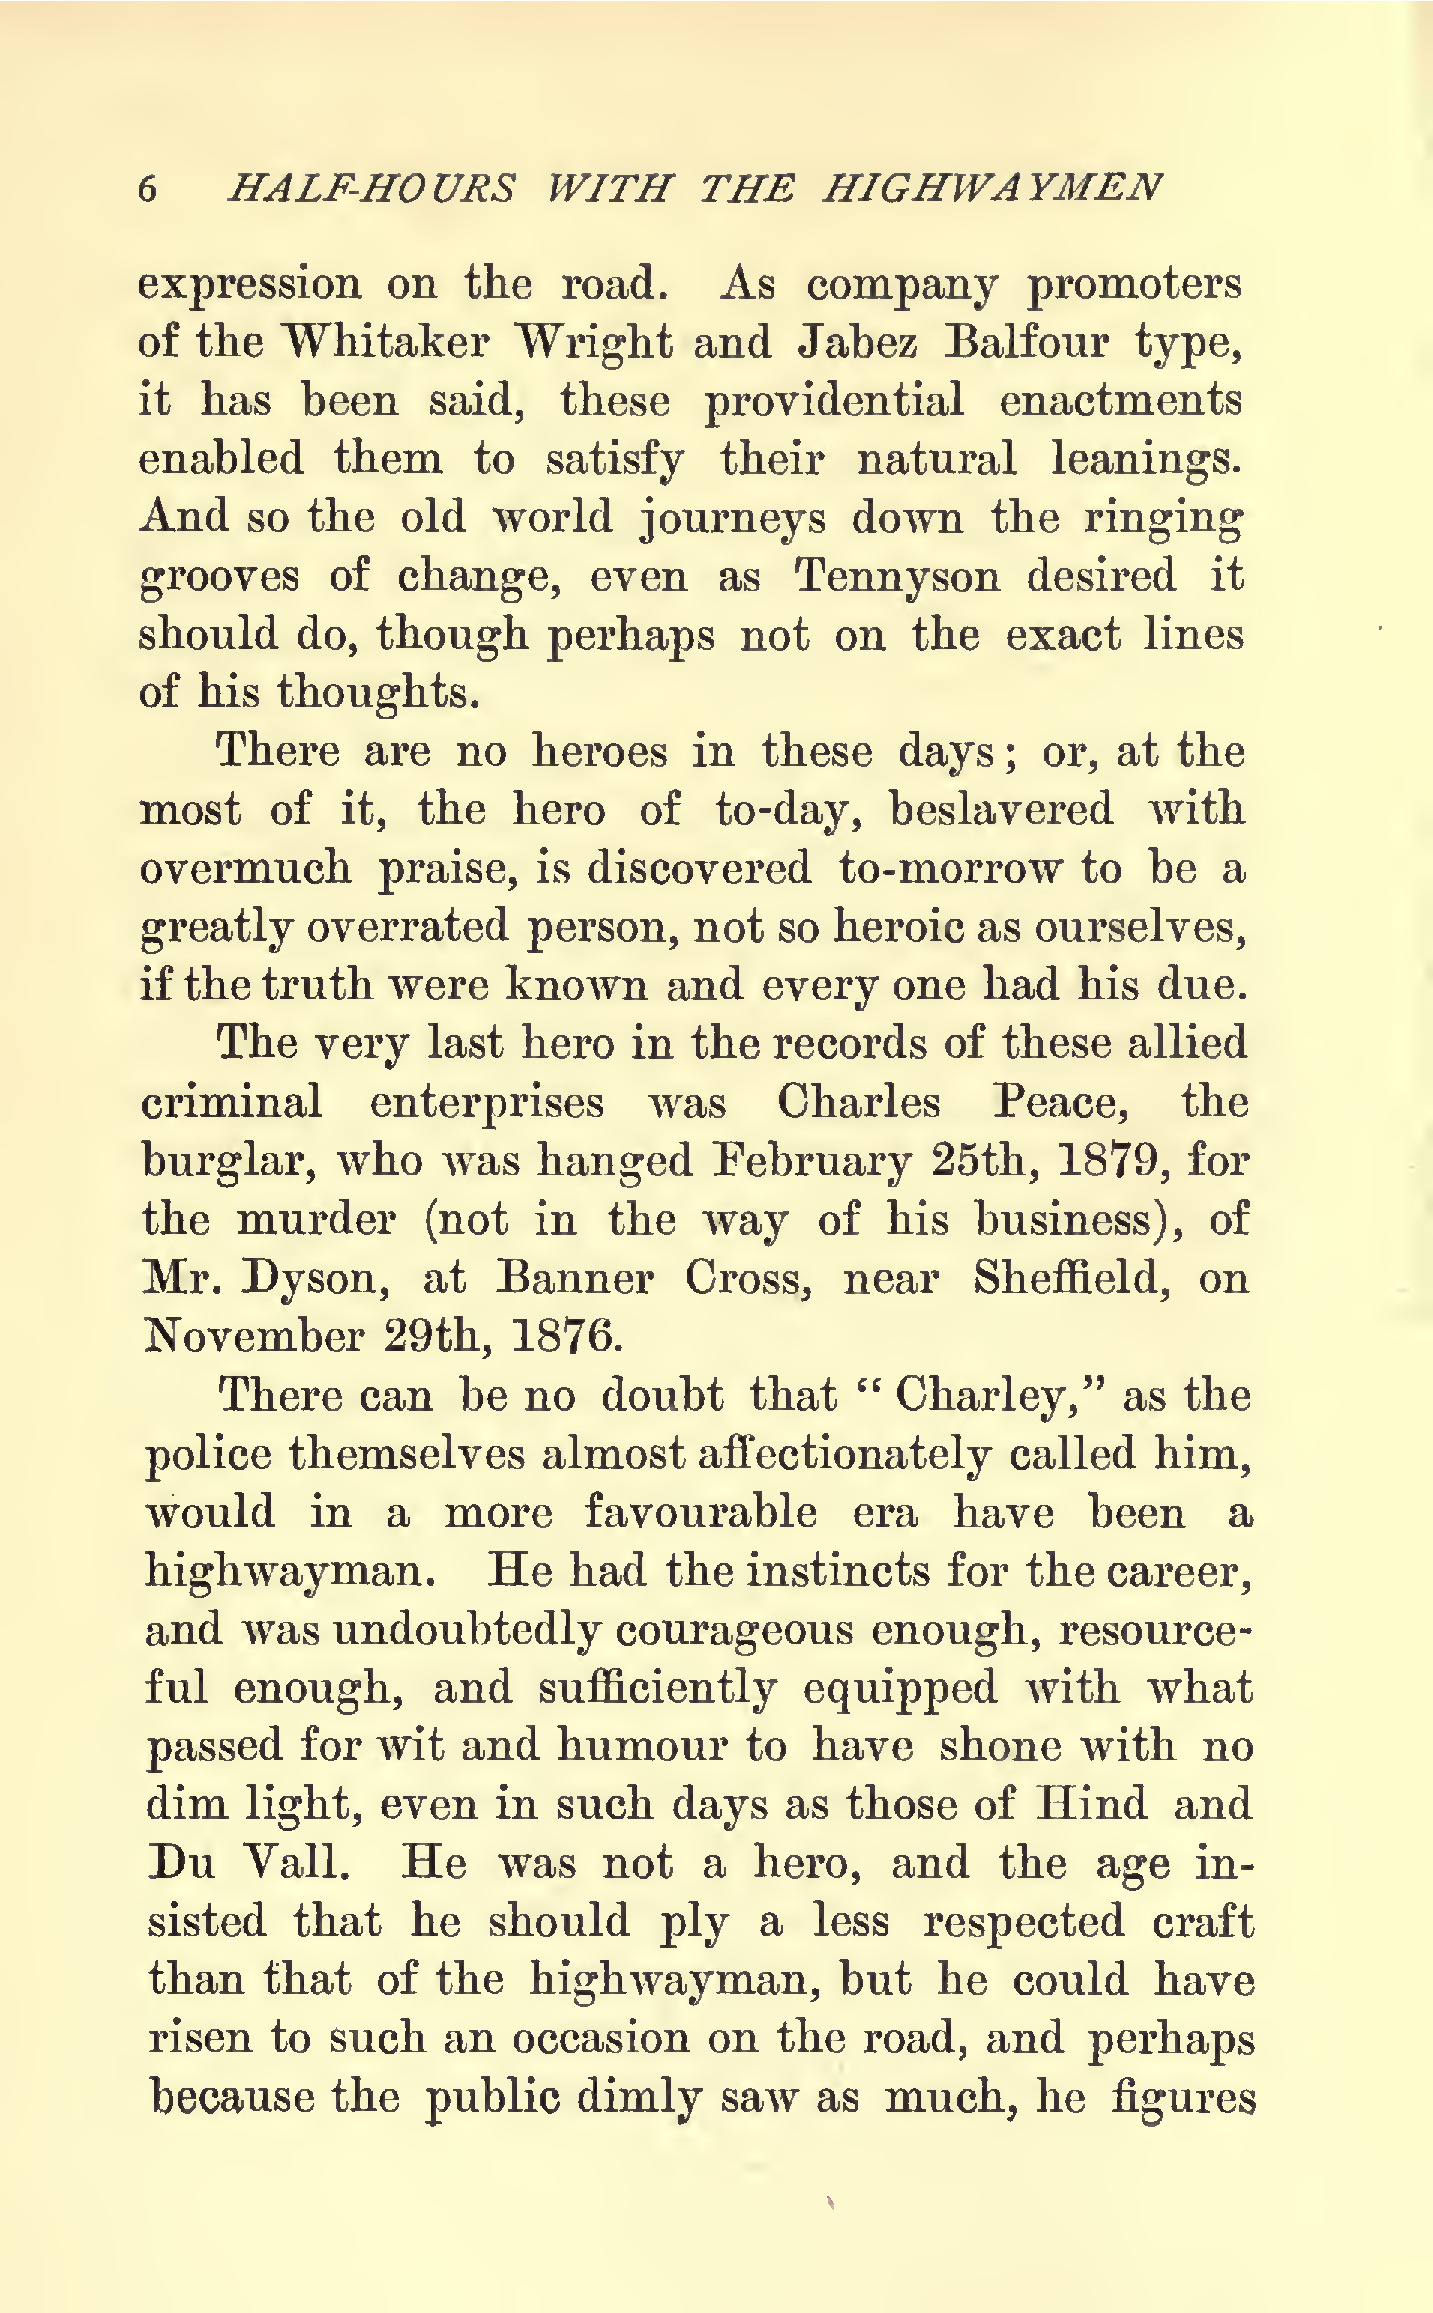 6 HALF-HOURS WITH THE HIGHWAYMEN
expression on the road. As company promoters
of the Whitaker Wright and Jabez Balfour type,
it has been said, these providential enactments
enabled them to satisfy their natural leanings.
And so the old world journeys down the ringing
grooves of change, even as Tennyson desired it
should do, though perhaps not on the exact lines
of his thoughts.
There are no heroes in these days; or, at the
most of it, the hero of to-day, beslavered with
overmuch praise, is discovered to-morrow to be a
greatly overrated person, not so heroic as ourselves,
if the truth were known and every one had his due.
The very last hero in the records of these allied
criminal enterprises was Charles Peace, the
burglar, who was hanged February 25th, 1879, for
the murder (not in the way of his business), of
Mr. Dyson, at Banner Cross, near Sheffield, on
November 29th, 1876.
There can be no doubt that “Charley,” as the
police themselves almost affectionately called him,
would in a more favourable era have been a
highwayman. He had the instincts for the career,
and was undoubtedly courageous enough, resource-
ful enough, and sufficiently equipped with what
passed for wit and humour to have shone with no
dim light, even in such days as those of Hind and
Du Vall. He was not a hero, and the age in-
sisted that he should ply a less respected craft
than that of the highwayman, but he could have
risen to such an occasion on the road, and perhaps
because the public dimly saw as much, he figures